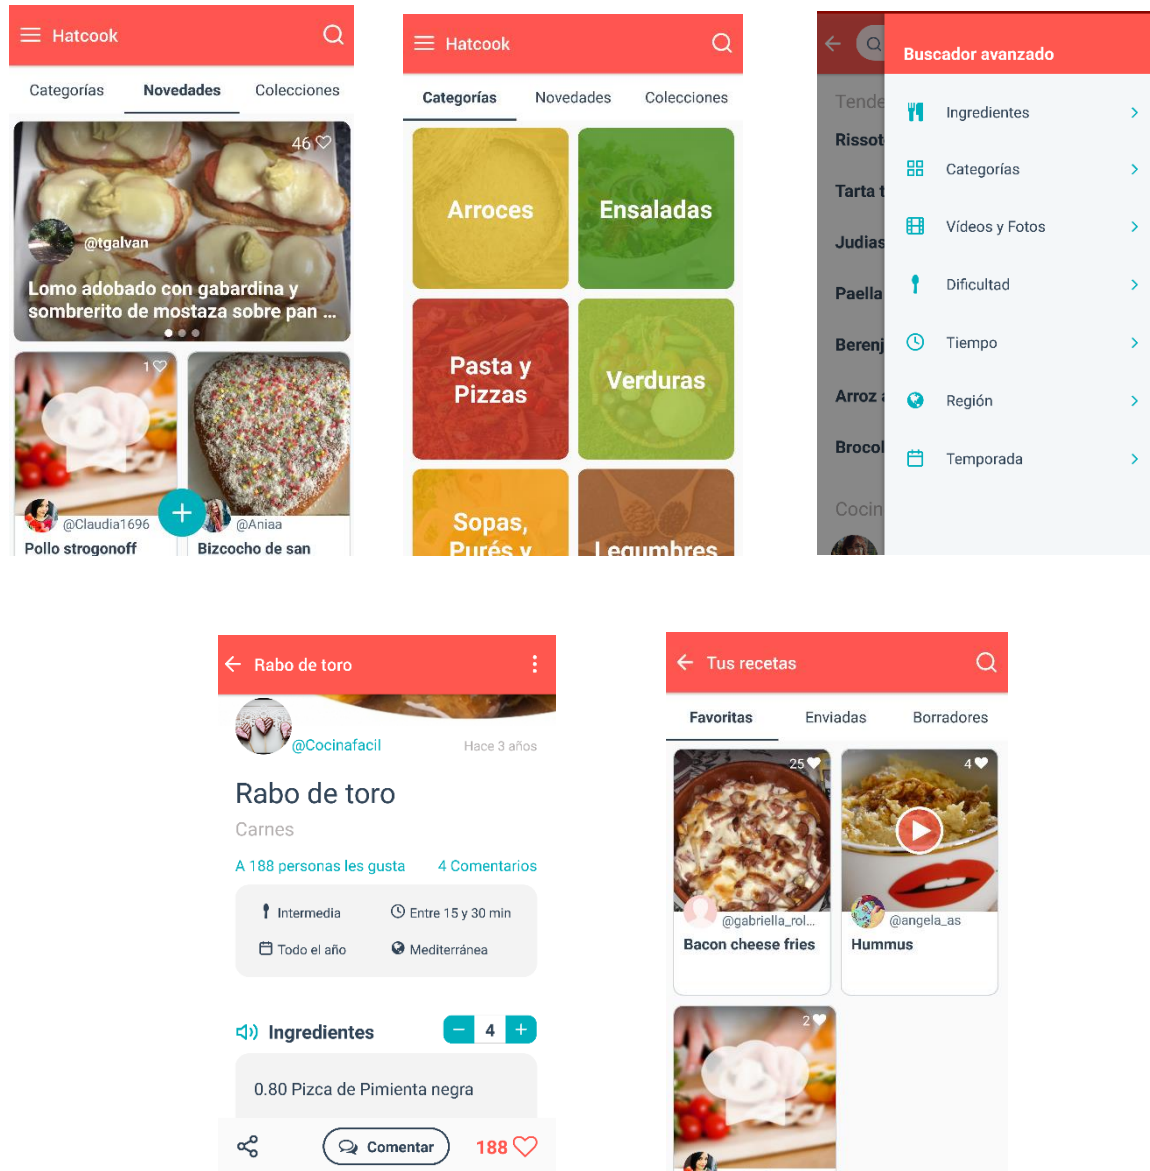 Hatcook
Categorías Novedades Colecciones
46
@tgalvan
Lomo adobado con gabardina y
sombrerito de mostaza sobre pan ...
1
@Claudia1696
Pollo strogonoff
@Aniaa
Bizcocho de san
Hatcook
Categorías Novedades Colecciones
Arroces
Ensaladas
Pasta y
Pizzas
Verduras
Sopas,
Purés y
Legumbres
Buscador avanzado
Tende
Rissot
Tarta t
Judias
Paella
Berenj
Arroz a
Brocol
Cocin
Ingredientes
Categorías
Vídeos y Fotos
Dificultad
Tiempo
Región
Temporada
Rabo de toro
@Cocinafacil
Hace 3 años
Rabo de toro
Carnes
A 188 personas les gusta 4 Comentarios
Intermedia Entre 15 y 30 min
Todo el año Mediterránea
Ingredientes 4
0.80 Pizca de Pimienta negra
Comentar 188
Tus recetas
Favoritas Enviadas Borradores
25
@gabriella_rol...
Bacon cheese fries
4
@angela_as
Hummus
2